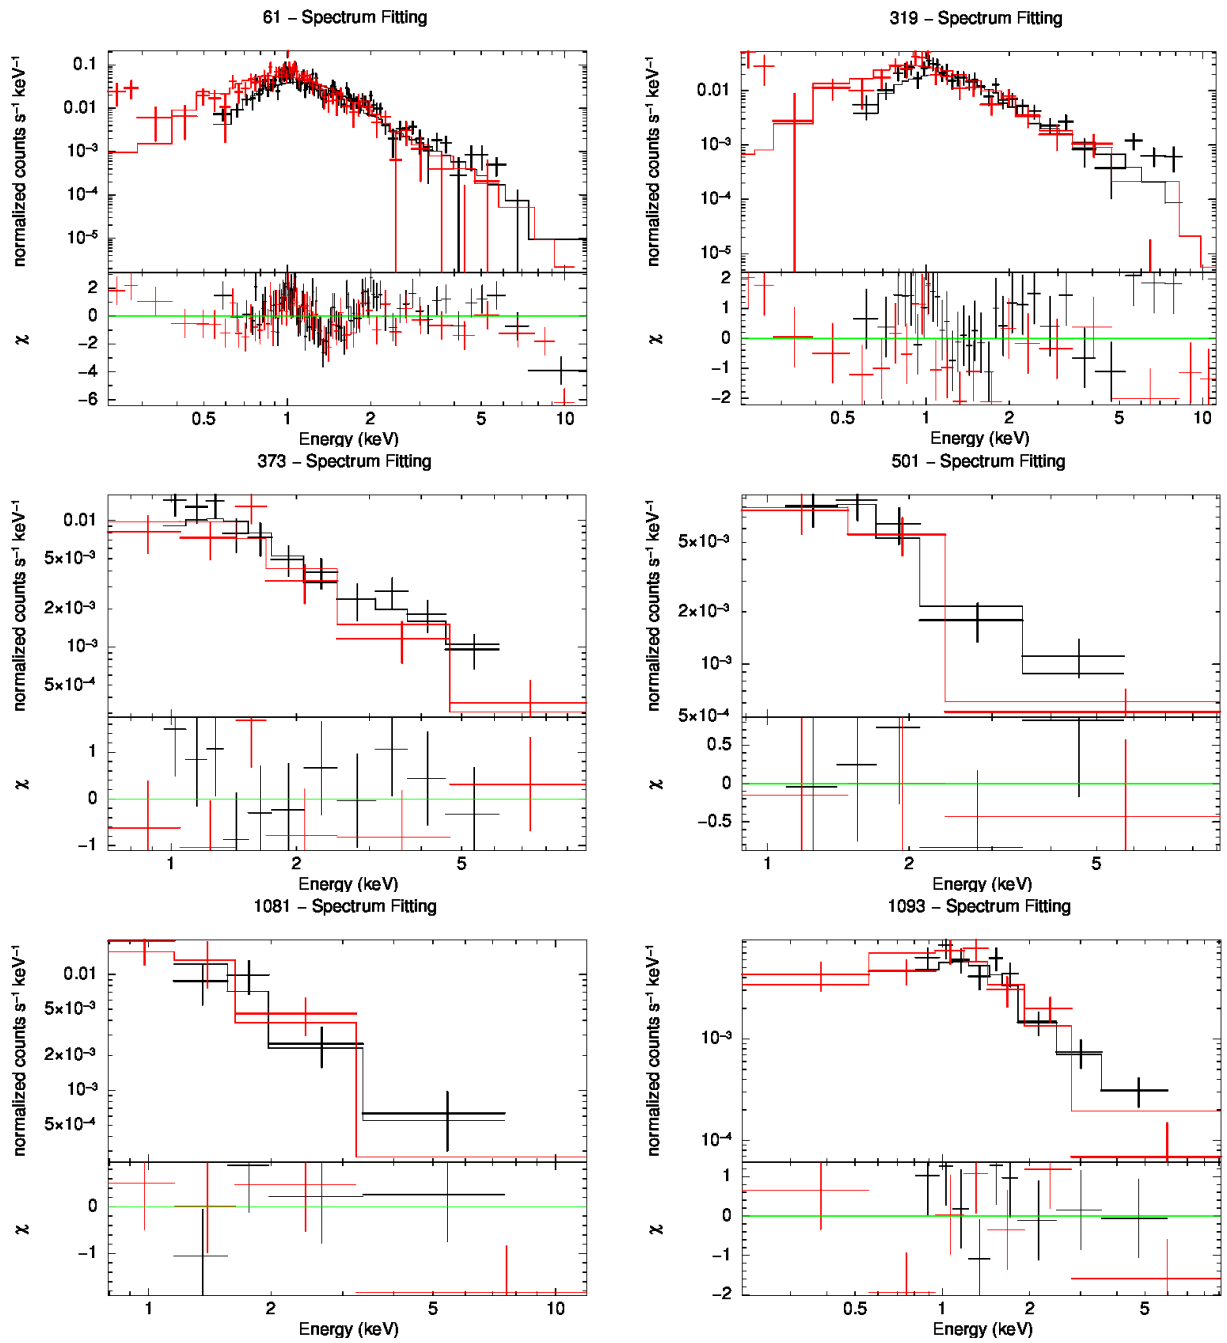 61 – Spectrum Fitting
normalized counts s⁻¹ keV⁻¹
0.1
0.01
10⁻³
10⁻⁴
10⁻⁵
χ
2
0
−2
−4
−6
0.5 1 2 5 10
Energy (keV)
319 – Spectrum Fitting
normalized counts s⁻¹ keV⁻¹
0.01
10⁻³
10⁻⁴
10⁻⁵
χ
2
1
0
−1
−2
0.5 1 2 5 10
Energy (keV)
373 – Spectrum Fitting
normalized counts s⁻¹ keV⁻¹
0.01
5×10⁻³
2×10⁻³
10⁻³
5×10⁻⁴
χ
1
0
−1
1 2 5
Energy (keV)
501 – Spectrum Fitting
normalized counts s⁻¹ keV⁻¹
5×10⁻³
2×10⁻³
10⁻³
5×10⁻⁴
χ
0.5
0
−0.5
1 2 5
Energy (keV)
1081 – Spectrum Fitting
normalized counts s⁻¹ keV⁻¹
0.01
5×10⁻³
2×10⁻³
10⁻³
5×10⁻⁴
χ
0
−1
1 2 5 10
Energy (keV)
1093 – Spectrum Fitting
normalized counts s⁻¹ keV⁻¹
10⁻³
10⁻⁴
χ
1
0
−1
−2
0.5 1 2 5
Energy (keV)